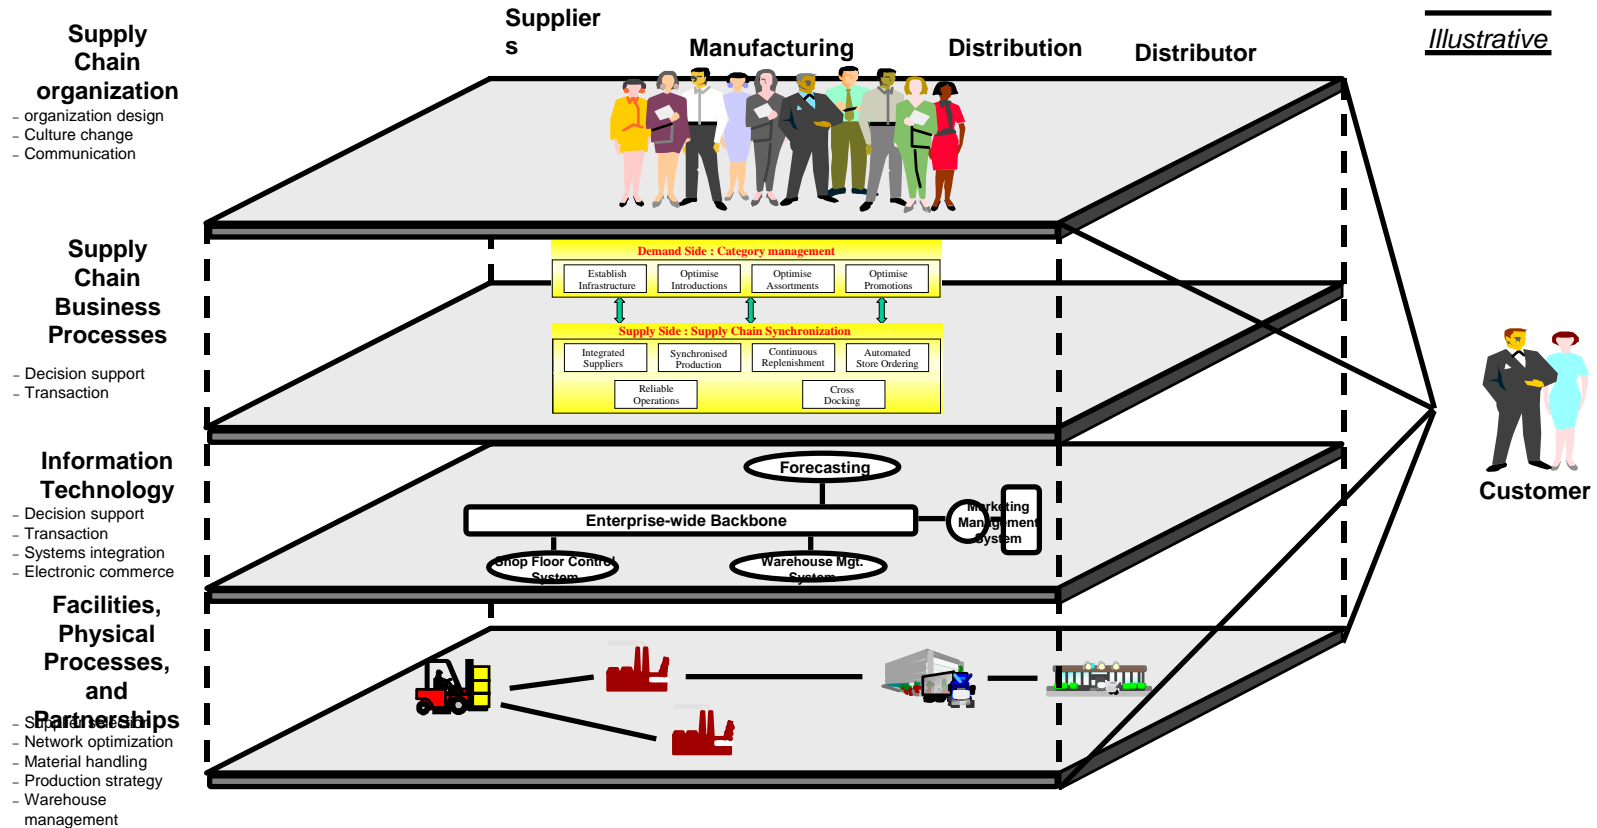 Supplier
s
Manufacturing
Distribution
Distributor
Illustrative
Supply
Chain
organization
– organization design
– Culture change
– Communication
Supply
Chain
Business
Processes
– Decision support
– Transaction
Demand Side : Category management
Establish
Infrastructure
Optimise
Introductions
Optimise
Assortments
Optimise
Promotions
Supply Side : Supply Chain Synchronization
Integrated
Suppliers
Synchronised
Production
Continuous
Replenishment
Automated
Store Ordering
Reliable
Operations
Cross
Docking
Information
Technology
– Decision support
– Transaction
– Systems integration
– Electronic commerce
Forecasting
Enterprise-wide Backbone
Marketing
Management
System
Shop Floor Control
System
Warehouse Mgt.
System
Customer
Facilities,
Physical
Processes,
and
Partnerships
– Supplier selection
– Network optimization
– Material handling
– Production strategy
– Warehouse
management